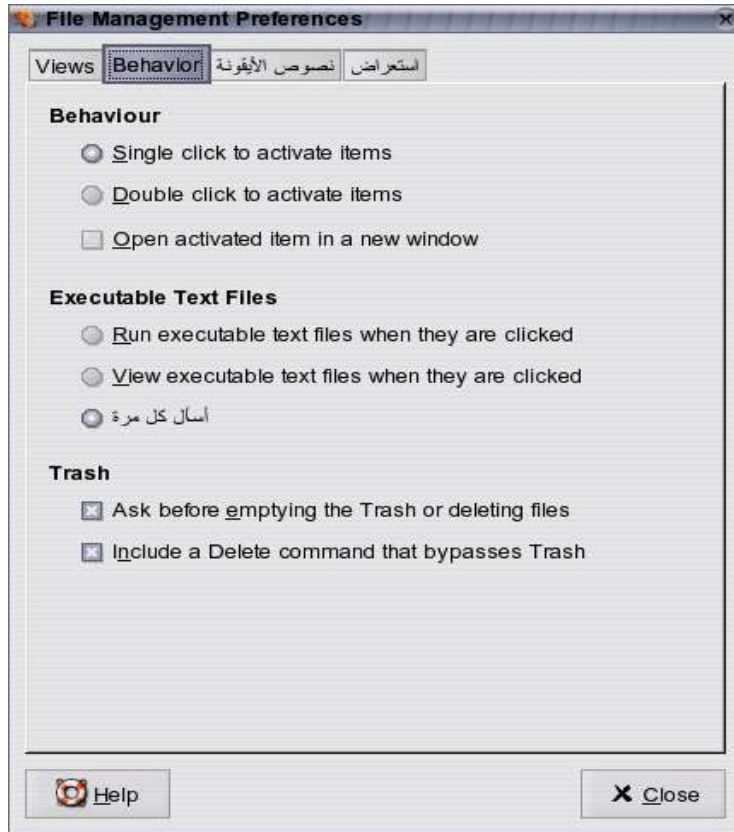 File Management Preferences
Views Behavior نصوص الأيقونة استعراض
Behaviour
Single click to activate items
Double click to activate items
Open activated item in a new window
Executable Text Files
Run executable text files when they are clicked
View executable text files when they are clicked
أسأل كل مرة
Trash
Ask before emptying the Trash or deleting files
Include a Delete command that bypasses Trash
Help Close